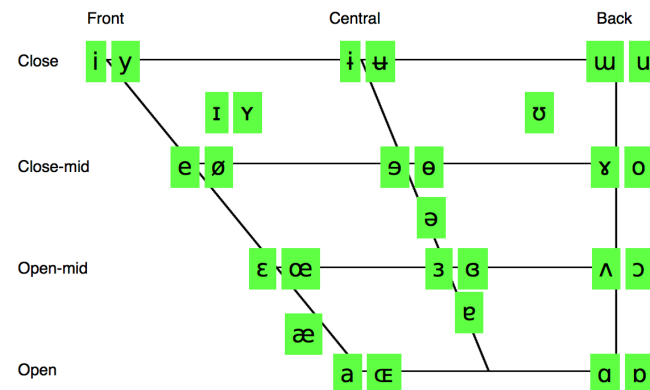 Front Central Back
Close i y ɨ ʉ ɯ u
ɪ ʏ ʊ
Close-mid e ø ɘ ɵ ɤ o
ə
Open-mid ɛ œ ɜ ɞ ʌ ɔ
ɐ
æ
Open a ɶ ɑ ɒ